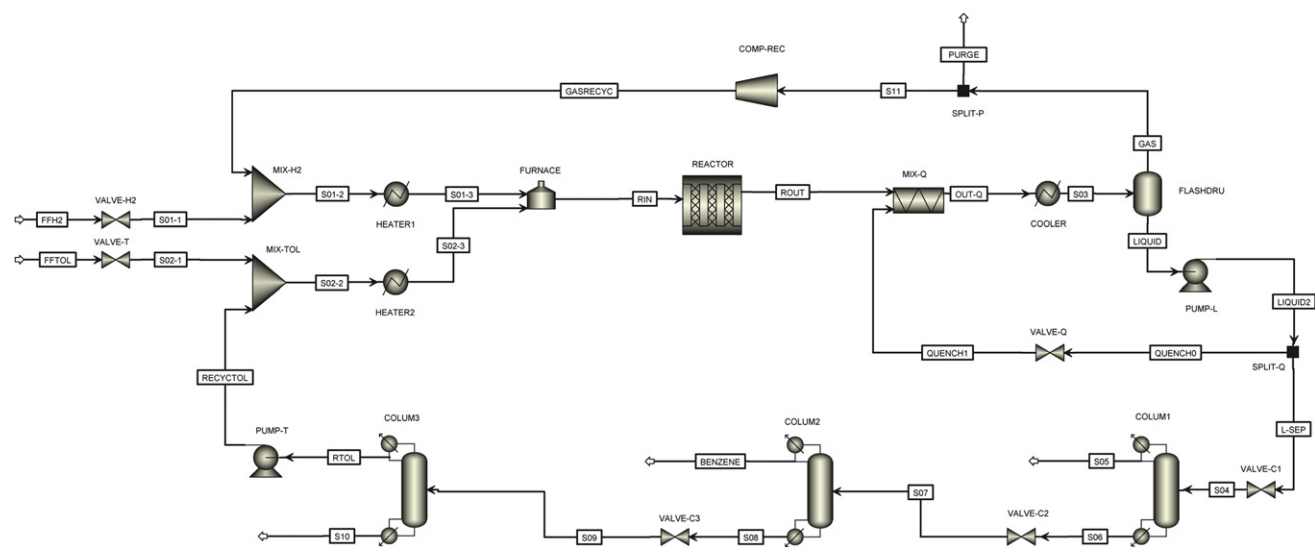 PURGE
COMP-REC
GASRECYC
S11
SPLIT-P
GAS
MIX-H2
FURNACE
REACTOR
MIX-Q
FLASHDRU
S01-2
S01-3
RIN
ROUT
OUT-Q
S03
VALVE-H2
FFH2
S01-1
HEATER1
COOLER
VALVE-T
MIX-TOL
S02-3
LIQUID
FFTOL
S02-1
S02-2
HEATER2
PUMP-L
LIQUID2
VALVE-Q
QUENCH1
QUENCH0
SPLIT-Q
RECYCTOL
COLUM3
COLUM2
COLUM1
PUMP-T
L-SEP
RTOL
BENZENE
S05
VALVE-C1
S04
S07
VALVE-C3
VALVE-C2
S10
S09
S08
S06